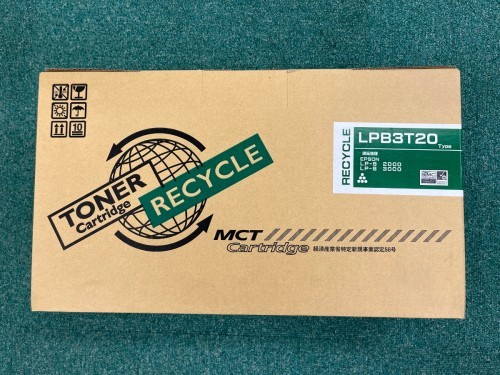 TONER
Cartridge
RECYCLE
10
RECYCLE
LPB3T20
Type
EPSON
LP-S 2000
LP-S 3000
MCT
Cartridge
経済産業省特定新規事業認定56号